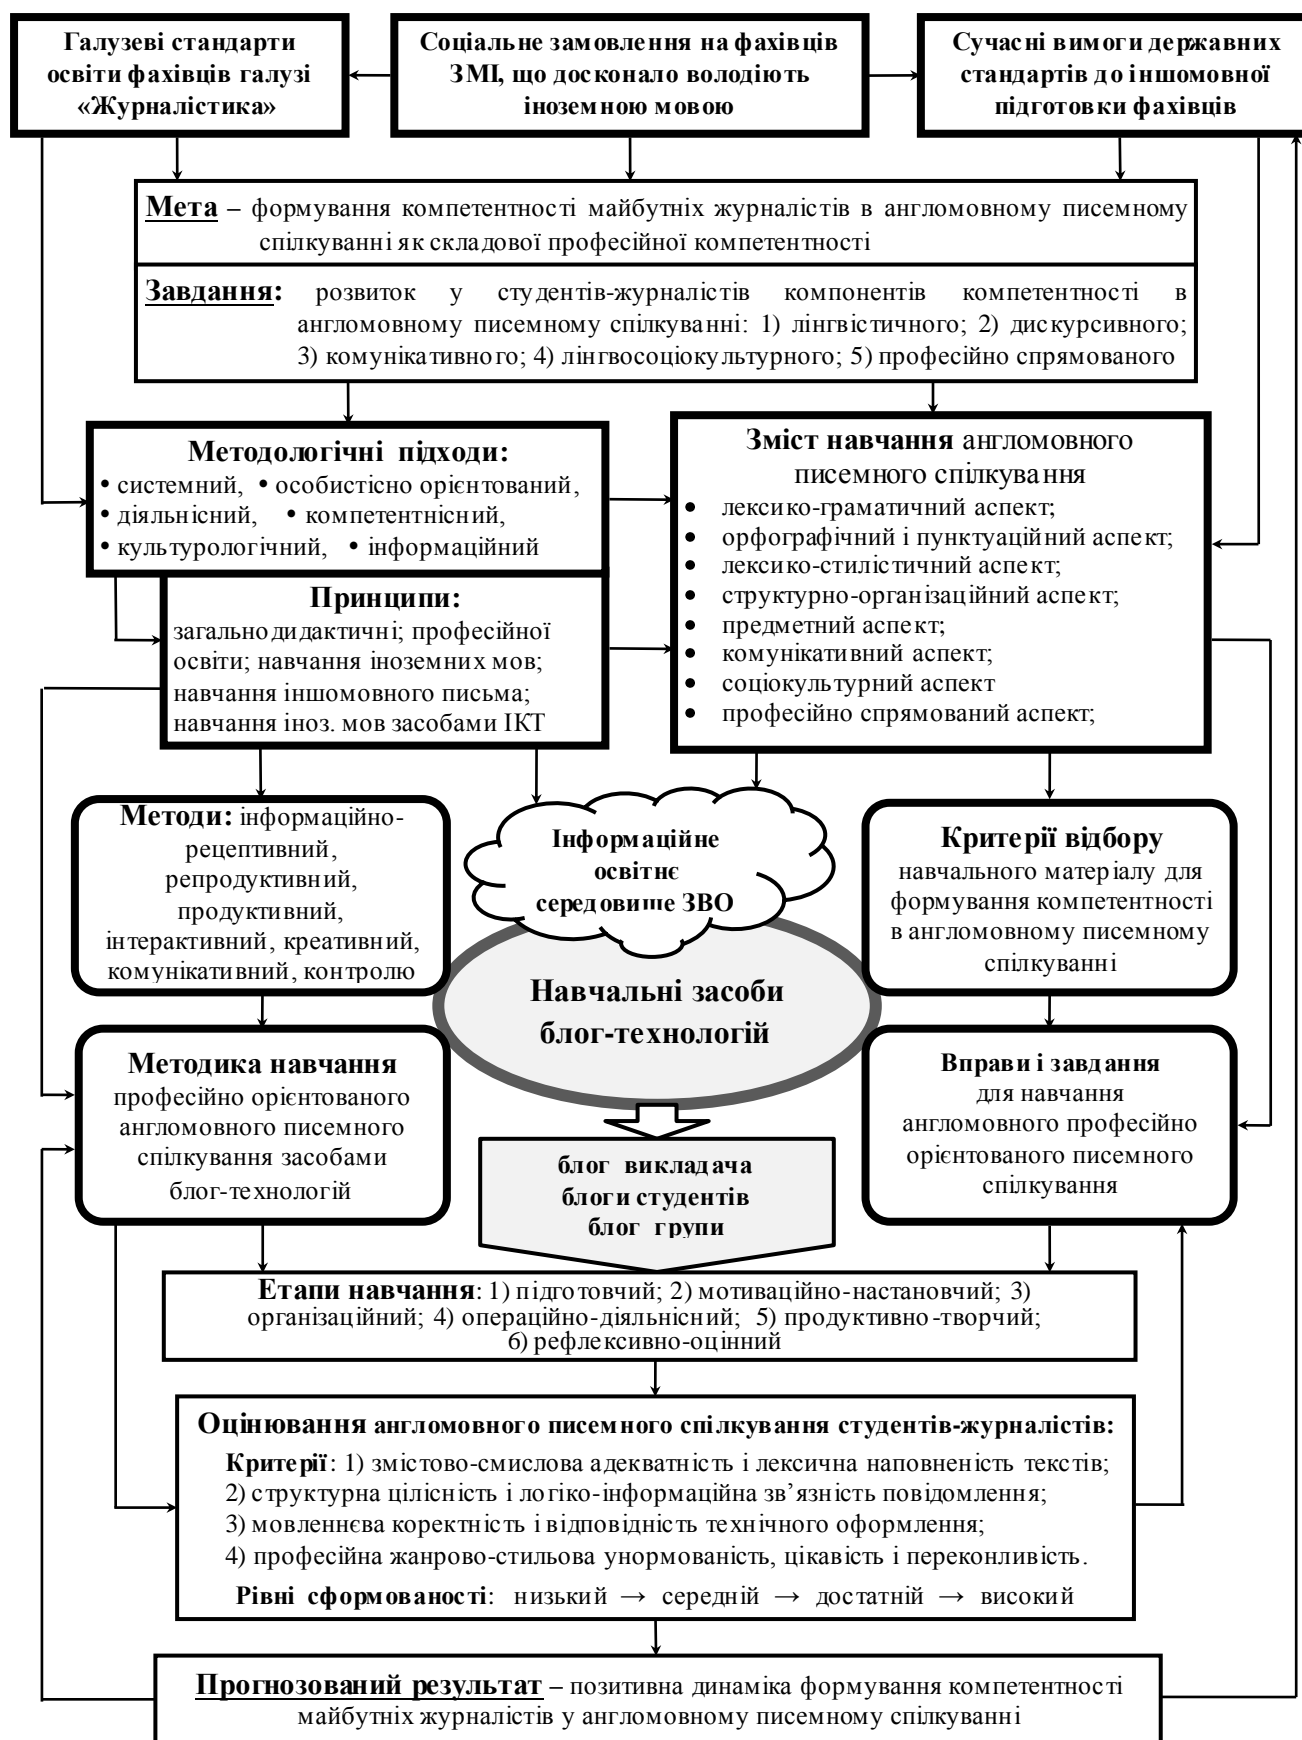 Галузеві стандарти
освіти фахівців галузі
«Журналістика»
Соціальне замовлення на фахівців
ЗМІ, що досконало володіють
іноземною мовою
Сучасні вимоги державних
стандартів до іншомовної
підготовки фахівців
Мета – формування компетентності майбутніх журналістів в англомовному писемному
спілкуванні як складової професійної компетентності
Завдання: розвиток у студентів-журналістів компонентів компетентності в
англомовному писемному спілкуванні: 1) лінгвістичного; 2) дискурсивного;
3) комунікативного; 4) лінгвосоціокультурного; 5) професійно спрямованого
Методологічні підходи:
• системний, • особистісно орієнтований,
• діяльнісний, • компетентнісний,
• культурологічний, • інформаційний
Принципи:
загальнодидактичні; професійної
освіти; навчання іноземних мов;
навчання іншомовного письма;
навчання іноз. мов засобами ІКТ
Зміст навчання англомовного
писемного спілкування
• лексико-граматичний аспект;
• орфографічний і пунктуаційний аспект;
• лексико-стилістичний аспект;
• структурно-організаційний аспект;
• предметний аспект;
• комунікативний аспект;
• соціокультурний аспект
• професійно спрямований аспект;
Методи: інформаційно-
рецептивний,
репродуктивний,
продуктивний,
інтерактивний, креативний,
комунікативний, контролю
Інформаційне
освітнє
середовище ЗВО
Навчальні засоби
блог-технологій
Критерії відбору
навчального матеріалу для
формування компетентності
в англомовному писемному
спілкуванні
Методика навчання
професійно орієнтованого
англомовного писемного
спілкування засобами
блог-технологій
блог викладача
блоги студентів
блог групи
Вправи і завдання
для навчання
англомовного професійно
орієнтованого писемного
спілкування
Етапи навчання: 1) підготовчий; 2) мотиваційно-настановчий; 3)
організаційний; 4) операційно-діяльнісний; 5) продуктивно-творчий;
6) рефлексивно-оцінний
Оцінювання англомовного писемного спілкування студентів-журналістів:
Критерії: 1) змістово-смислова адекватність і лексична наповненість текстів;
2) структурна цілісність і логіко-інформаційна зв’язність повідомлення;
3) мовленнєва коректність і відповідність технічного оформлення;
4) професійна жанрово-стильова унормованість, цікавість і переконливість.
Рівні сформованості: низький → середній → достатній → високий
Прогнозований результат – позитивна динаміка формування компетентності
майбутніх журналістів у англомовному писемному спілкуванні